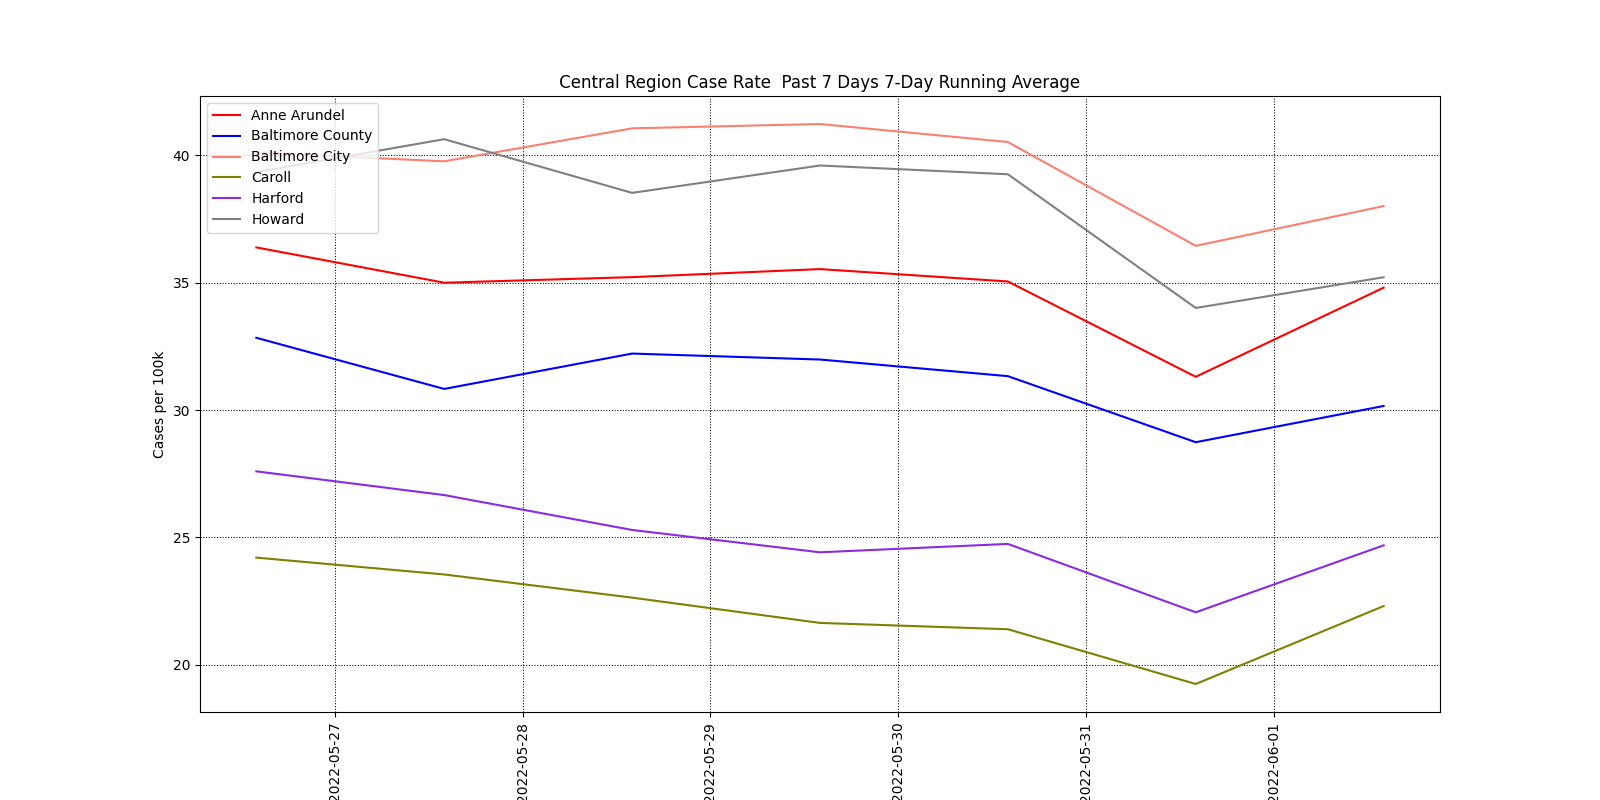 Central Region Case Rate  Past 7 Days 7-Day Running Average
Anne Arundel
Baltimore County
Baltimore City
Caroll
Harford
Howard
Cases per 100k
40
35
30
25
20
2022-05-27
2022-05-28
2022-05-29
2022-05-30
2022-05-31
2022-06-01